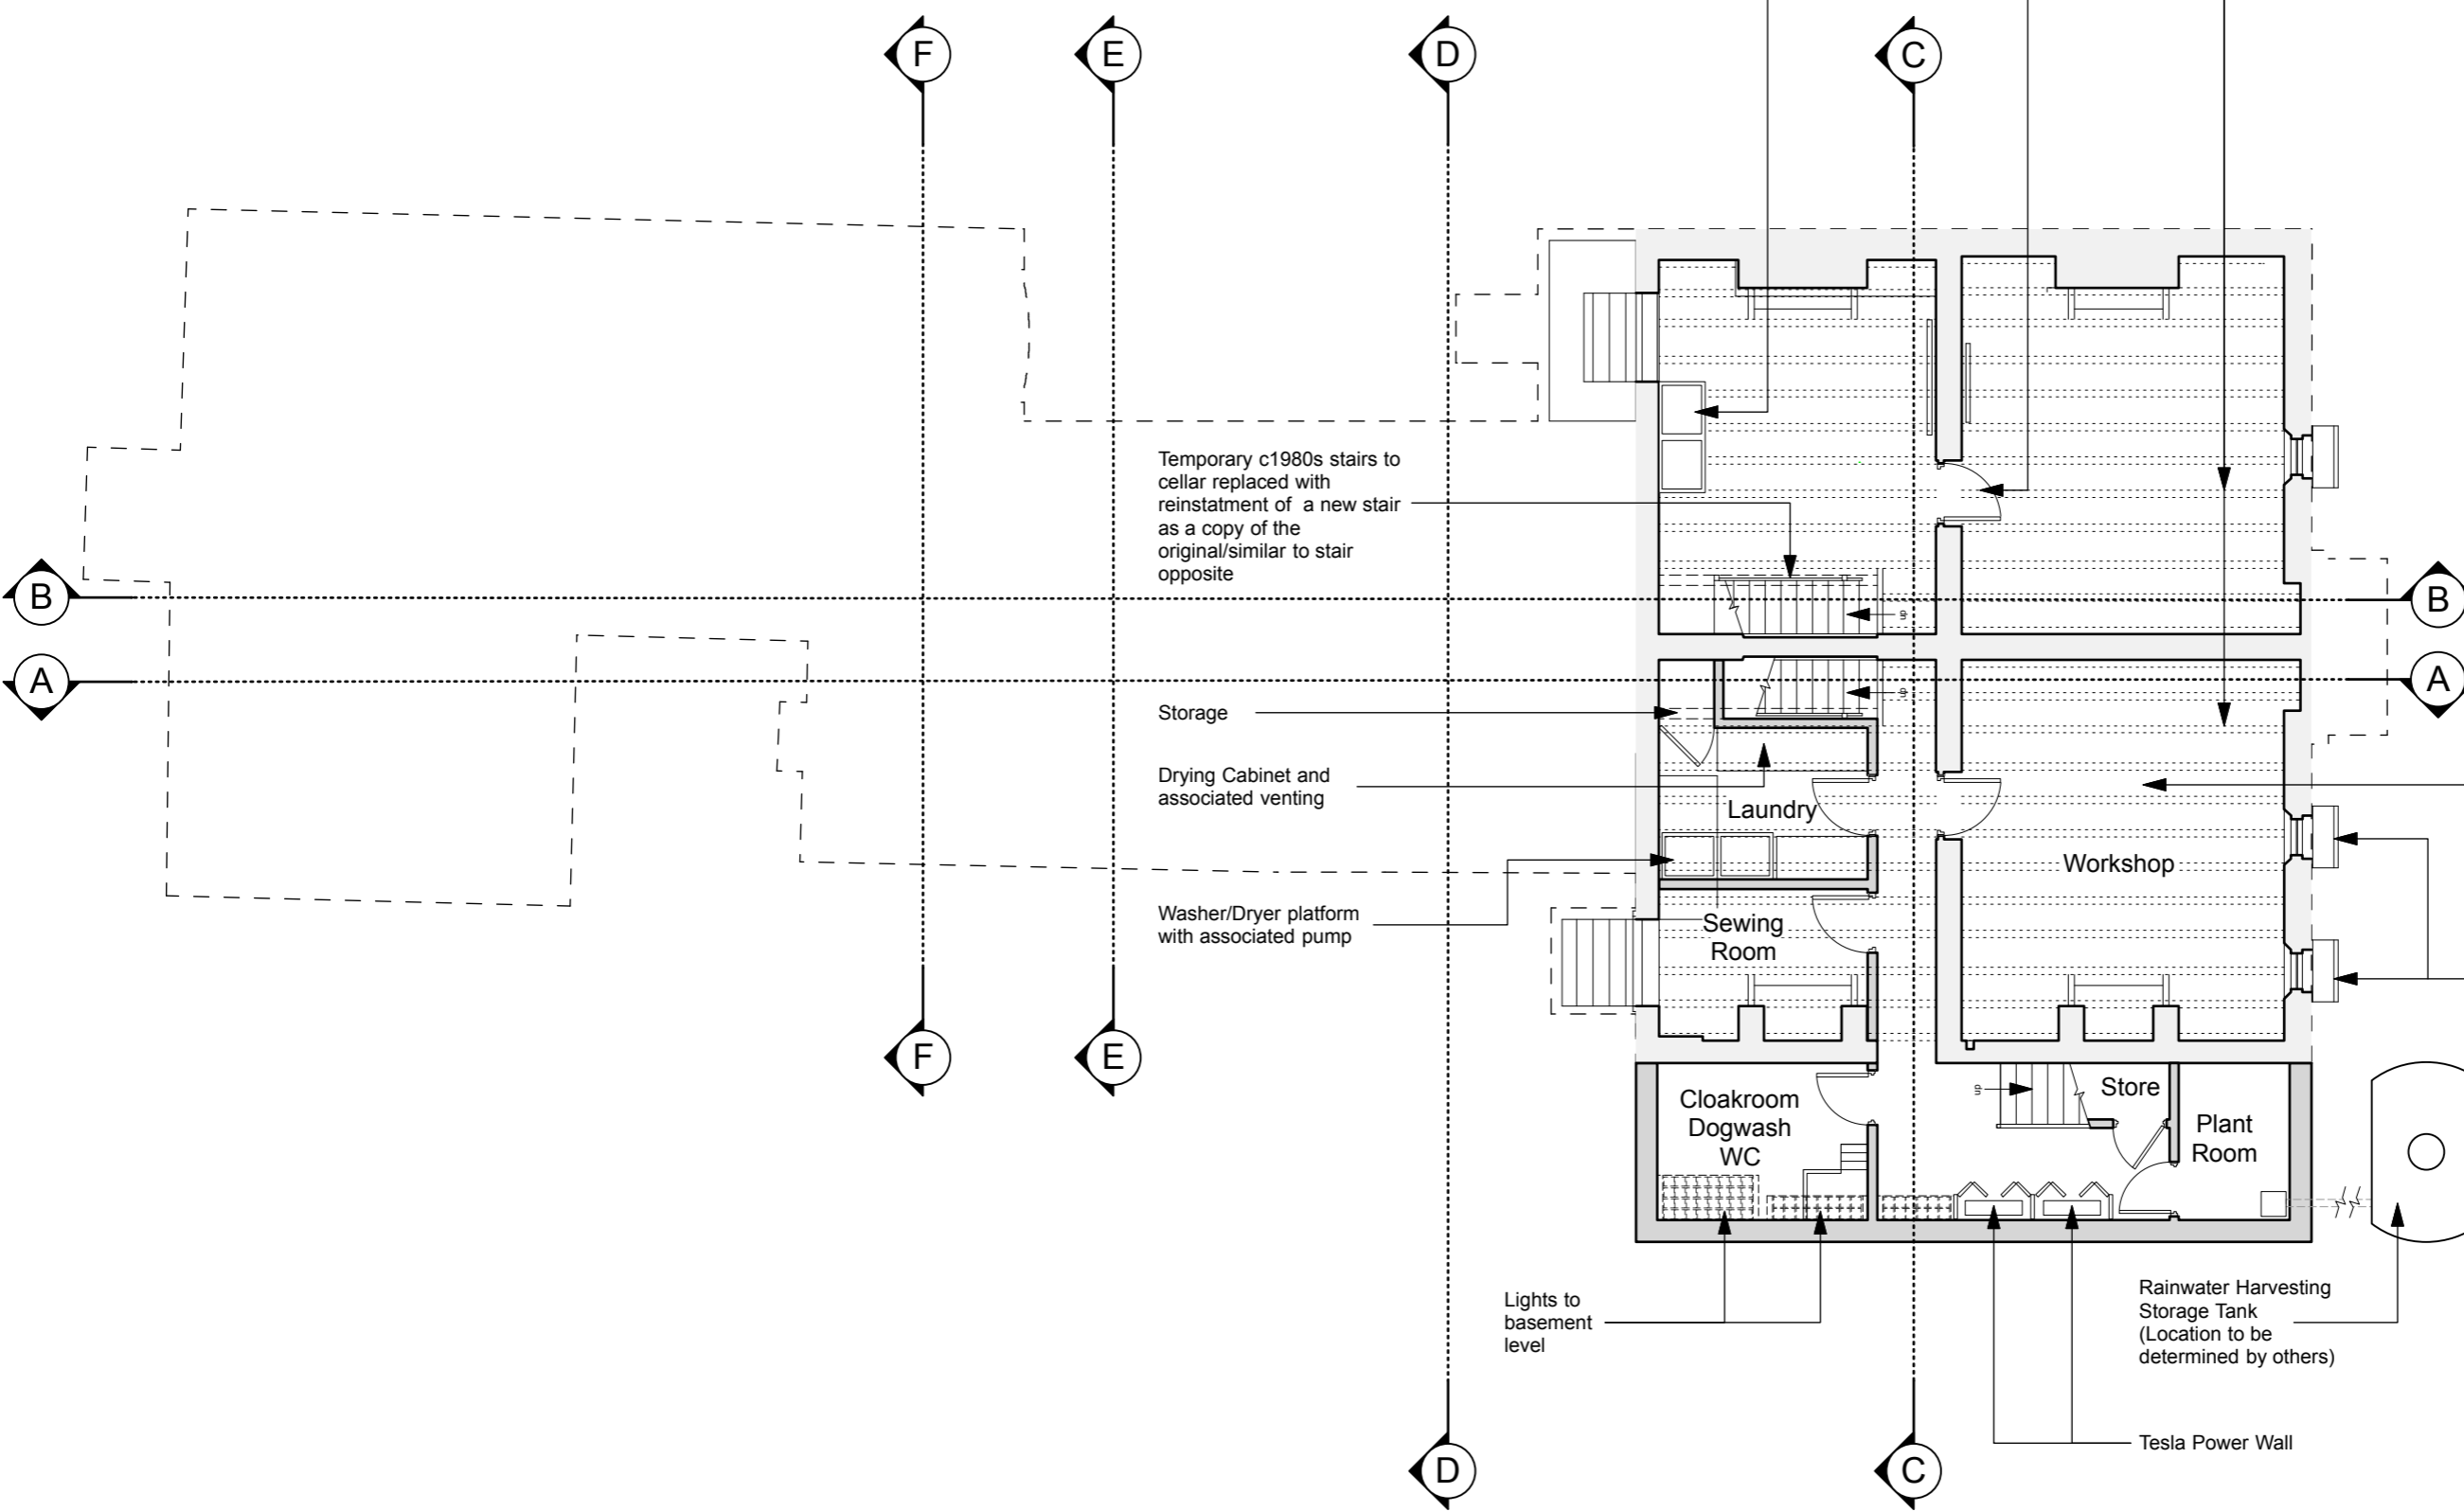 F
E
D
C
Temporary c1980s stairs to
cellar replaced with
reinstatment of a new stair
as a copy of the
original/similar to stair
opposite
B
B
up
A
A
up
Storage
Drying Cabinet and
associated venting
Laundry
Workshop
Washer/Dryer platform
with associated pump
Sewing
Room
F
E
Cloakroom
Dogwash
WC
up
Store
Plant
Room
Lights to
basement
level
Rainwater Harvesting
Storage Tank
(Location to be
determined by others)
Tesla Power Wall
D
C